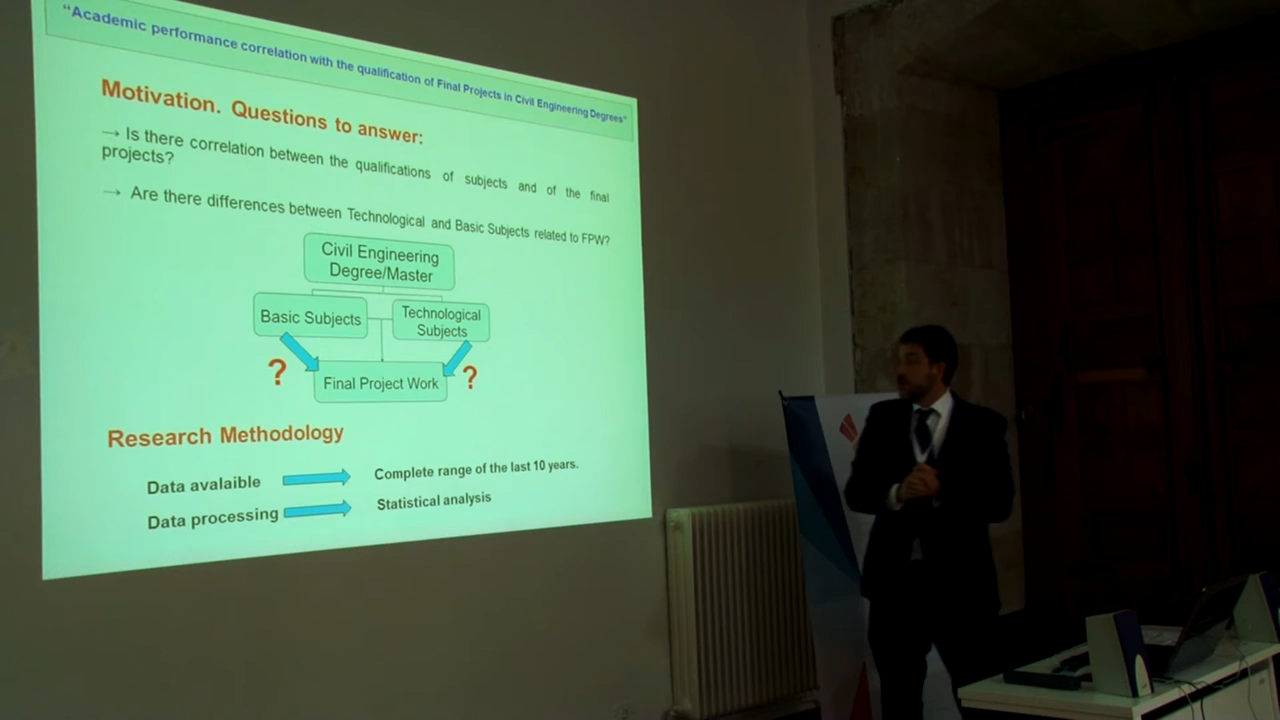 “Academic performance correlation with the qualification of Final Projects in Civil Engineering Degrees”
Motivation. Questions to answer:
→ Is there correlation between the qualifications of subjects and of the final
projects?
→ Are there differences between Technological and Basic Subjects related to FPW?
Civil Engineering
Degree/Master
Basic Subjects
Technological
Subjects
? Final Project Work ?
Research Methodology
Data avalaible
Complete range of the last 10 years.
Data processing
Statistical analysis